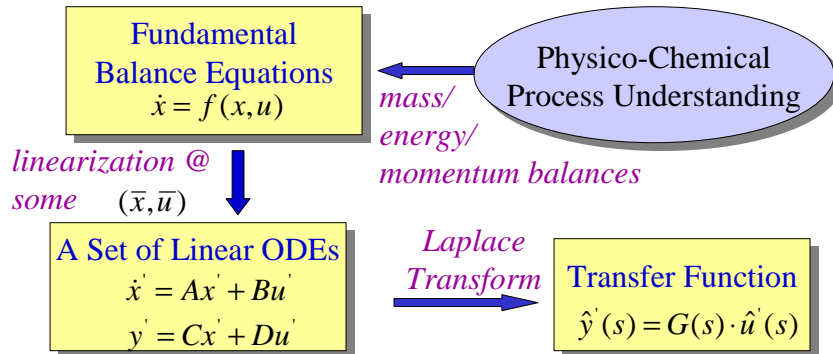 Fundamental
Balance Equations
ẋ = f(x,u)
Physico-Chemical
Process Understanding
mass/
energy/
momentum balances
linearization @
some (x̅,u̅)
A Set of Linear ODEs
ẋ' = Ax' + Bu'
y' = Cx' + Du'
Laplace
Transform
Transfer Function
ŷ'(s) = G(s)·û'(s)